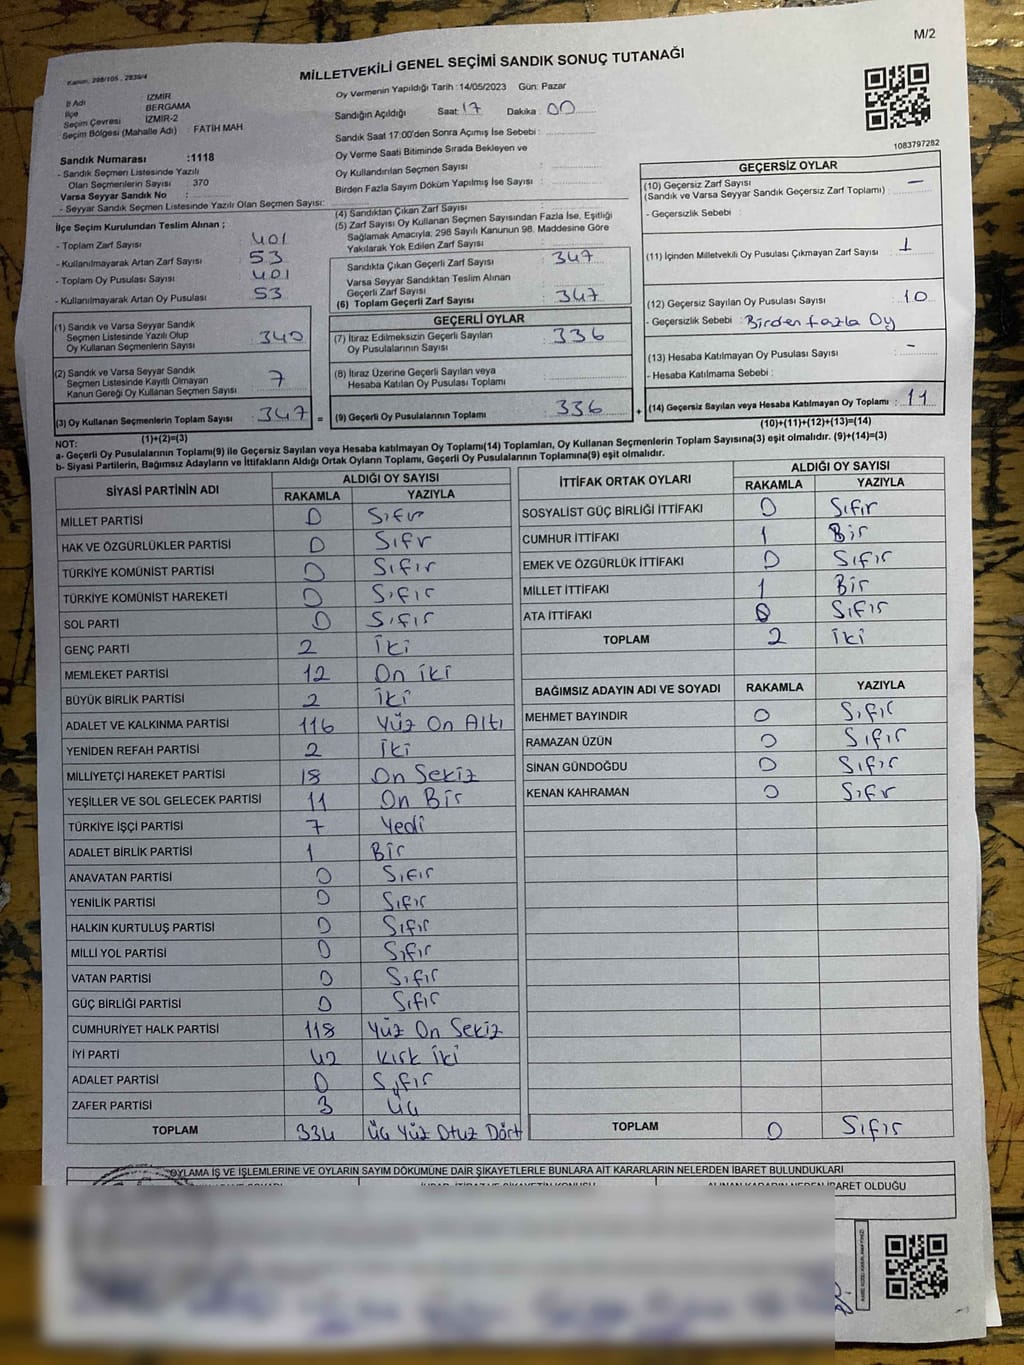 M/2
Kanun: 298/105 , 2839/4
MİLLETVEKİLİ GENEL SEÇİMİ SANDIK SONUÇ TUTANAĞI
İl Adı : İZMİR
İlçe : BERGAMA
Seçim Çevresi : İZMİR-2
Seçim Bölgesi (Mahalle Adı) : FATİH MAH.
Sandık Numarası :1118
- Sandık Seçmen Listesinde Yazılı
Olan Seçmenlerin Sayısı : 370
Varsa Seyyar Sandık No :
- Seyyar Sandık Seçmen Listesinde Yazılı Olan Seçmen Sayısı:
Oy Vermenin Yapıldığı Tarih :14/05/2023 Gün: Pazar
Sandığın Açıldığı Saat: 17 Dakika : 00
Sandık Saat 17:00'den Sonra Açımış İse Sebebi :
Oy Verme Saati Bitiminde Sırada Bekleyen ve
Oy Kullandırılan Seçmen Sayısı :
Birden Fazla Sayım Döküm Yapılmış İse Sayısı :
1083797282
İlçe Seçim Kurulundan Teslim Alınan ;
- Toplam Zarf Sayısı : 401
- Kullanılmayarak Artan Zarf Sayısı : 53
- Toplam Oy Pusulası Sayısı : 401
- Kullanılmayarak Artan Oy Pusulası : 53
(4) Sandıktan Çıkan Zarf Sayısı :
(5) Zarf Sayısı Oy Kullanan Seçmen Sayısından Fazla İse, Eşitliği
Sağlamak Amacıyla; 298 Sayılı Kanunun 98. Maddesine Göre
Yakılarak Yok Edilen Zarf Sayısı :
Sandıkta Çıkan Geçerli Zarf Sayısı : 347
Varsa Seyyar Sandıktan Teslim Alınan
Geçerli Zarf Sayısı :
(6) Toplam Geçerli Zarf Sayısı : 347
GEÇERSİZ OYLAR
(10) Geçersiz Zarf Sayısı
(Sandık ve Varsa Seyyar Sandık Geçersiz Zarf Toplamı) : -
- Geçersizlik Sebebi :
(11) İçinden Milletvekili Oy Pusulası Çıkmayan Zarf Sayısı : 1
(12) Geçersiz Sayılan Oy Pusulası Sayısı : 10
- Geçersizlik Sebebi : Birden fazla Oy
(13) Hesaba Katılmayan Oy Pusulası Sayısı : -
- Hesaba Katılmama Sebebi :
(14) Geçersiz Sayılan veya Hesaba Katılmayan Oy Toplamı : 11
(10)+(11)+(12)+(13)=(14)
(1) Sandık ve Varsa Seyyar Sandık
Seçmen Listesinde Yazılı Olup
Oy Kullanan Seçmenlerin Sayısı : 340
(2) Sandık ve Varsa Seyyar Sandık
Seçmen Listesinde Kayıtlı Olmayan
Kanun Gereği Oy Kullanan Seçmen Sayısı : 7
(3) Oy Kullanan Seçmenlerin Toplam Sayısı : 347 =
(1)+(2)=(3)
GEÇERLİ OYLAR
(7) İtiraz Edilmeksizin Geçerli Sayılan
Oy Pusulalarının Sayısı : 336
(8) İtiraz Üzerine Geçerli Sayılan veya
Hesaba Katılan Oy Pusulası Toplamı :
(9) Geçerli Oy Pusulalarının Toplamı : 336 +
NOT:
a- Geçerli Oy Pusulalarının Toplamı(9) ile Geçersiz Sayılan veya Hesaba katılmayan Oy Toplamı(14) Toplamları, Oy Kullanan Seçmenlerin Toplam Sayısına(3) eşit olmalıdır. (9)+(14)=(3)
b- Siyasi Partilerin, Bağımsız Adayların ve İttifakların Aldığı Ortak Oyların Toplamı, Geçerli Oy Pusulalarının Toplamına(9) eşit olmalıdır.
SİYASİ PARTİNİN ADI ALDIĞI OY SAYISI
RAKAMLA YAZIYLA
MİLLET PARTİSİ 0 Sıfır
HAK VE ÖZGÜRLÜKLER PARTİSİ 0 Sıfır
TÜRKİYE KOMÜNİST PARTİSİ 0 Sıfır
TÜRKİYE KOMÜNİST HAREKETİ 0 Sıfır
SOL PARTİ 0 Sıfır
GENÇ PARTİ 2 İki
MEMLEKET PARTİSİ 12 On iki
BÜYÜK BİRLİK PARTİSİ 2 İki
ADALET VE KALKINMA PARTİSİ 116 Yüz On Altı
YENİDEN REFAH PARTİSİ 2 İki
MİLLİYETÇİ HAREKET PARTİSİ 18 On Sekiz
YEŞİLLER VE SOL GELECEK PARTİSİ 11 On Bir
TÜRKİYE İŞÇİ PARTİSİ 7 Yedi
ADALET BİRLİK PARTİSİ 1 Bir
ANAVATAN PARTİSİ 0 Sıfır
YENİLİK PARTİSİ 0 Sıfır
HALKIN KURTULUŞ PARTİSİ 0 Sıfır
MİLLİ YOL PARTİSİ 0 Sıfır
VATAN PARTİSİ 0 Sıfır
GÜÇ BİRLİĞİ PARTİSİ 0 Sıfır
CUMHURİYET HALK PARTİSİ 118 Yüz On Sekiz
İYİ PARTİ 42 Kırk iki
ADALET PARTİSİ 0 Sıfır
ZAFER PARTİSİ 3 Üç
TOPLAM 334 Üç Yüz Otuz Dört
İTTİFAK ORTAK OYLARI ALDIĞI OY SAYISI
RAKAMLA YAZIYLA
SOSYALİST GÜÇ BİRLİĞİ İTTİFAKI 0 Sıfır
CUMHUR İTTİFAKI 1 Bir
EMEK VE ÖZGÜRLÜK İTTİFAKI 0 Sıfır
MİLLET İTTİFAKI 1 Bir
ATA İTTİFAKI 0 Sıfır
TOPLAM 2 iki
BAĞIMSIZ ADAYIN ADI VE SOYADI RAKAMLA YAZIYLA
MEHMET BAYINDIR 0 Sıfır
RAMAZAN ÜZÜN 0 Sıfır
SİNAN GÜNDOĞDU 0 Sıfır
KENAN KAHRAMAN 0 Sıfır
TOPLAM 0 Sıfır
OYLAMA İŞ VE İŞLEMLERİNE VE OYLARIN SAYIM DÖKÜMÜNE DAİR ŞİKAYETLERLE BUNLARA AİT KARARLARIN NELERDEN İBARET BULUNDUKLARI
ALINAN KARARIN NEDEN İBARET OLDUĞU